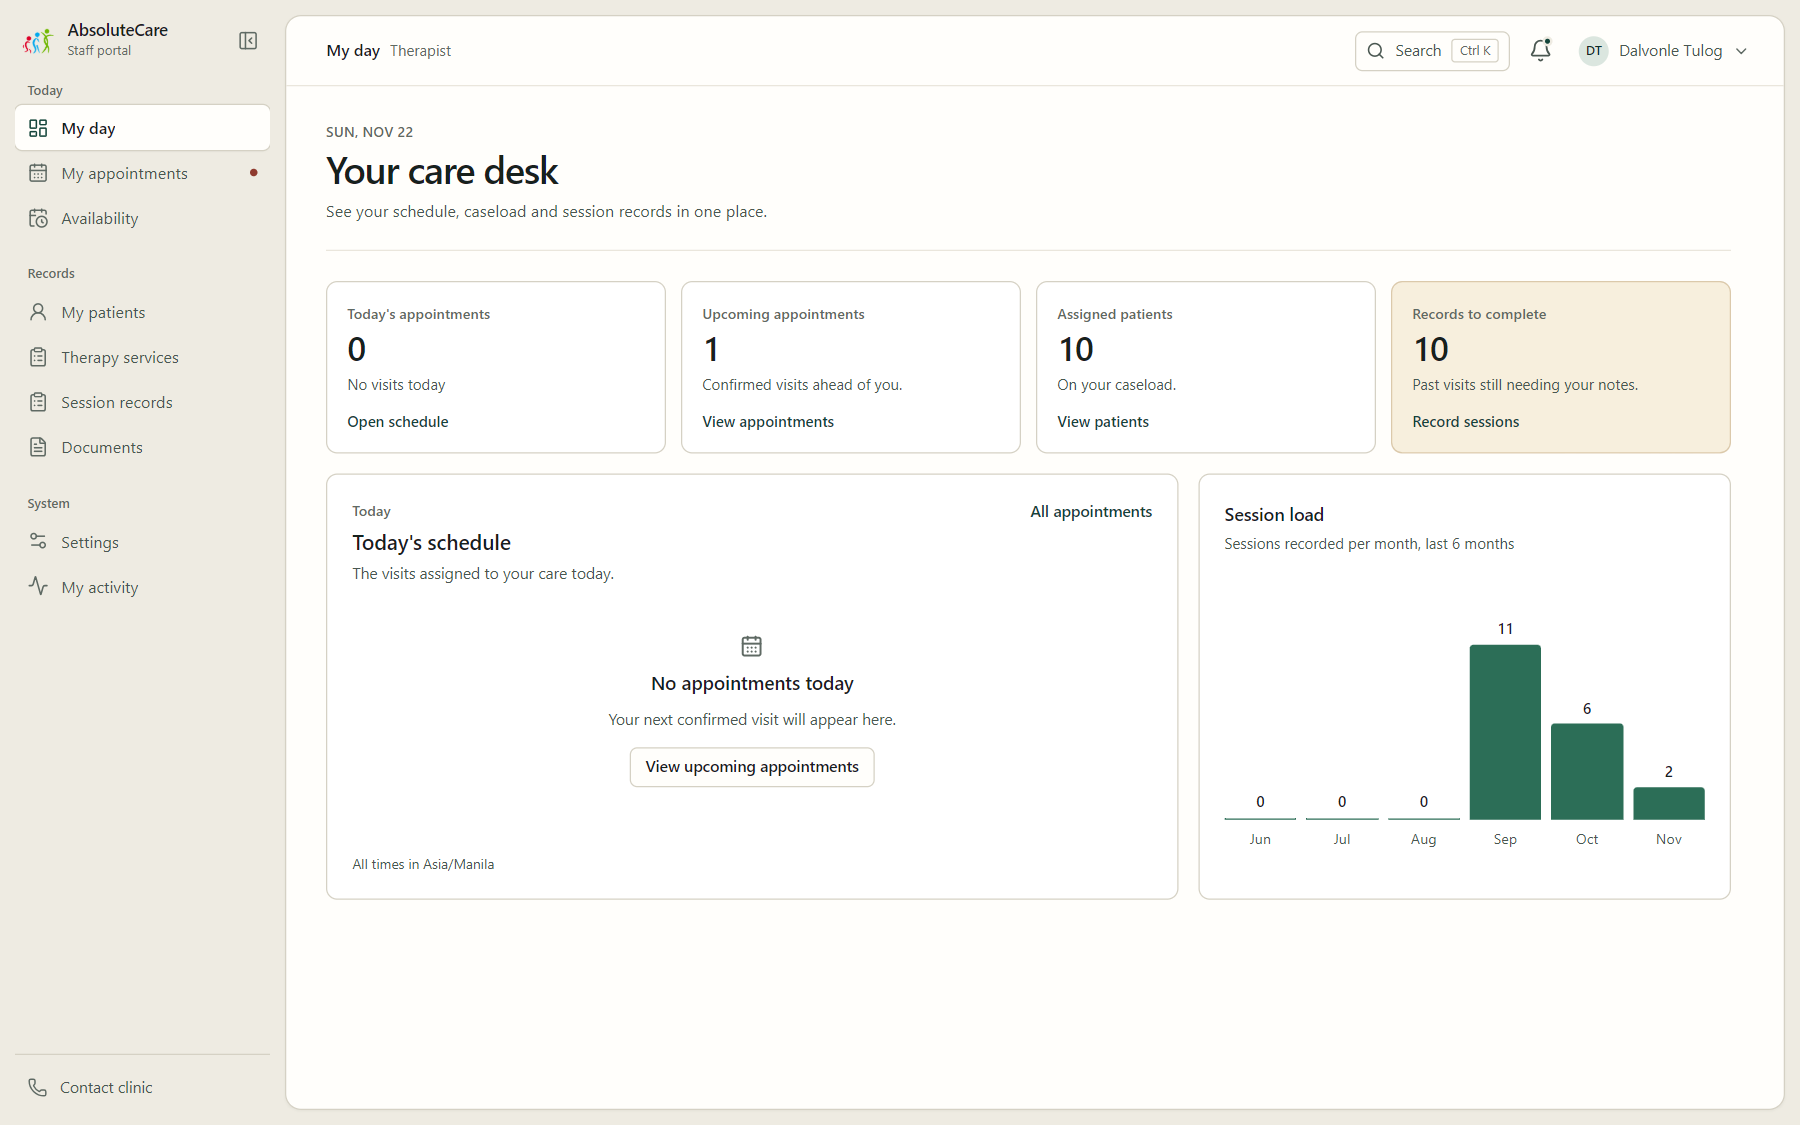 AbsoluteCare
Staff portal
Today
My day
My appointments
Availability
Records
My patients
Therapy services
Session records
Documents
System
Settings
My activity
Contact clinic
My day Therapist
Search Ctrl K
DT Dalvonle Tulog
SUN, NOV 22
Your care desk
See your schedule, caseload and session records in one place.
Today's appointments
0
No visits today
Open schedule
Upcoming appointments
1
Confirmed visits ahead of you.
View appointments
Assigned patients
10
On your caseload.
View patients
Records to complete
10
Past visits still needing your notes.
Record sessions
Today
All appointments
Today's schedule
The visits assigned to your care today.
No appointments today
Your next confirmed visit will appear here.
View upcoming appointments
All times in Asia/Manila
Session load
Sessions recorded per month, last 6 months
0 0 0 11 6 2
Jun Jul Aug Sep Oct Nov